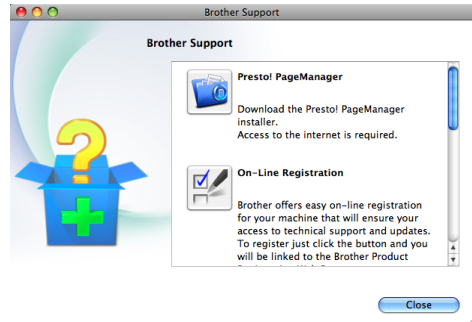 Brother Support
Brother Support
Presto! PageManager
Download the Presto! PageManager
installer.
Access to the internet is required.
On-Line Registration
Brother offers easy on-line registration
for your machine that will ensure your
access to technical support and updates.
To register just click the button and you
will be linked to the Brother Product
Close